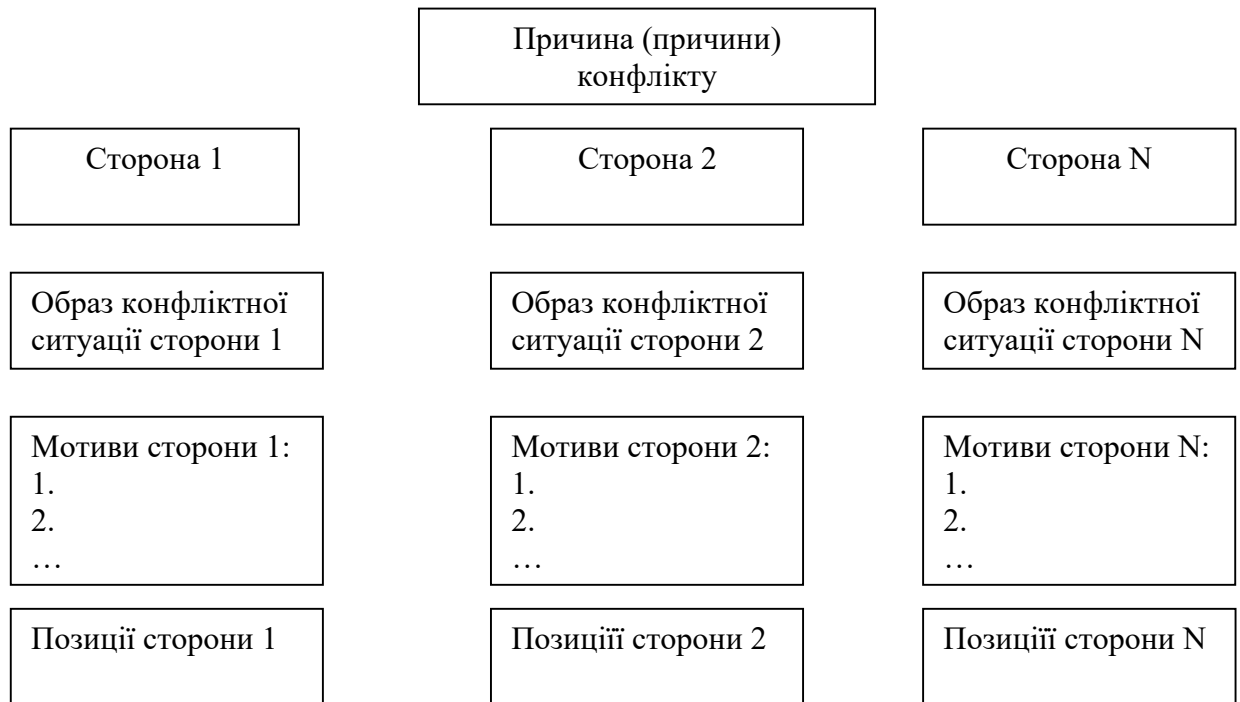 Причина (причини)
конфлікту
Сторона 1
Сторона 2
Сторона N
Образ конфліктної
ситуації сторони 1
Образ конфліктної
ситуації сторони 2
Образ конфліктної
ситуації сторони N
Мотиви сторони 1:
1.
2.
…
Мотиви сторони 2:
1.
2.
…
Мотиви сторони N:
1.
2.
…
Позиції сторони 1
Позиціїї сторони 2
Позиціїї сторони N